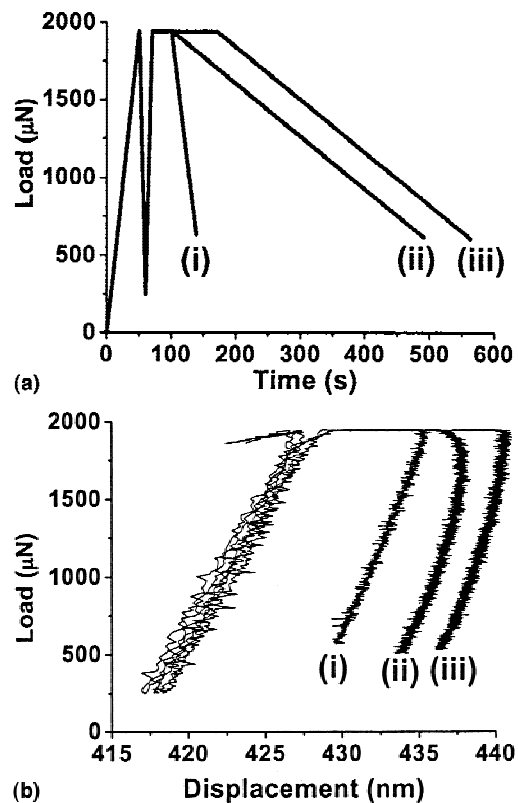 2000
1500
1000
500
0
Load (µN)
(i)
(ii)
(iii)
0 100 200 300 400 500 600
Time (s)
(a)
2000
1500
1000
500
0
Load (µN)
(i)
(ii)
(iii)
415 420 425 430 435 440
Displacement (nm)
(b)